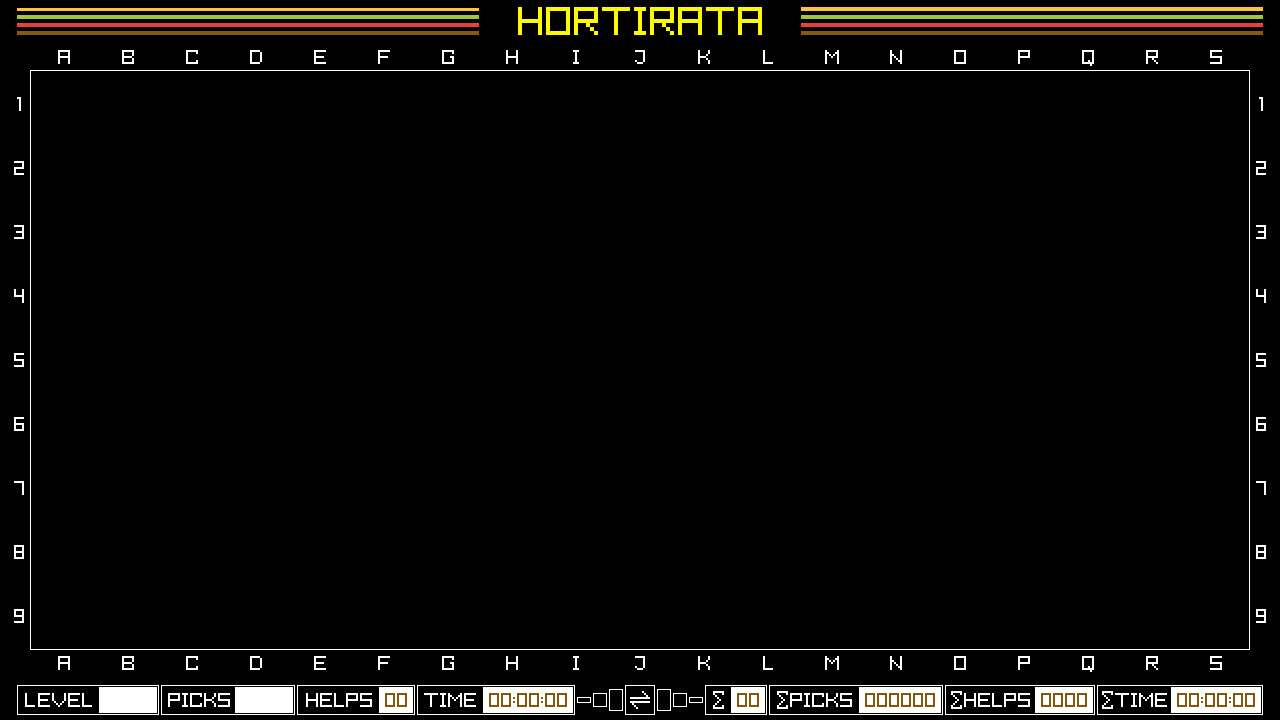 HORTIRATA
A B C D E F G H I J K L M N O P Q R S
1 1
2 2
3 3
4 4
5 5
6 6
7 7
8 8
9 9
A B C D E F G H I J K L M N O P Q R S
LEVEL PICKS HELPS 00 TIME 00:00:00 ⇌ Σ 00 ΣPICKS 000000 ΣHELPS 0000 ΣTIME 00:00:00